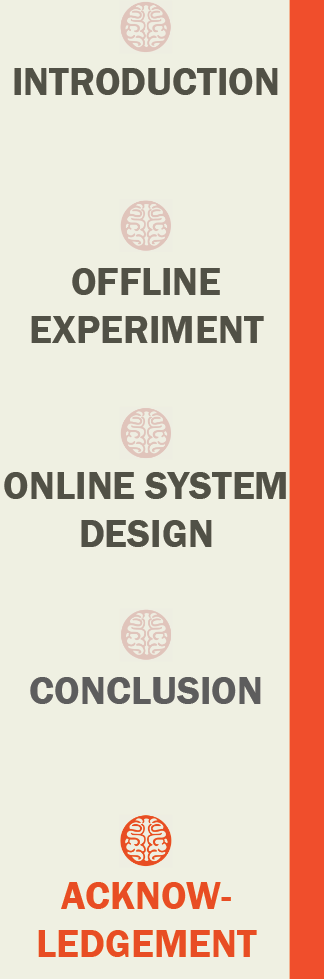 INTRODUCTION
OFFLINE
EXPERIMENT
ONLINE SYSTEM
DESIGN
CONCLUSION
ACKNOW-
LEDGEMENT